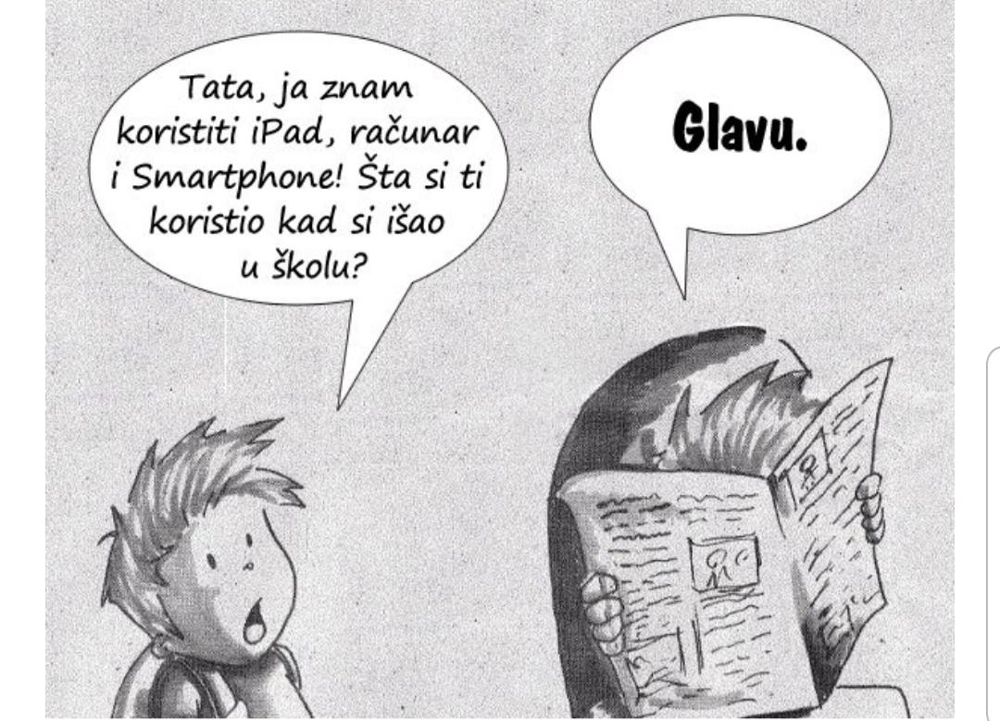 Tata, ja znam
koristiti iPad, računar
i Smartphone! Šta si ti
koristio kad si išao
u školu?
Glavu.